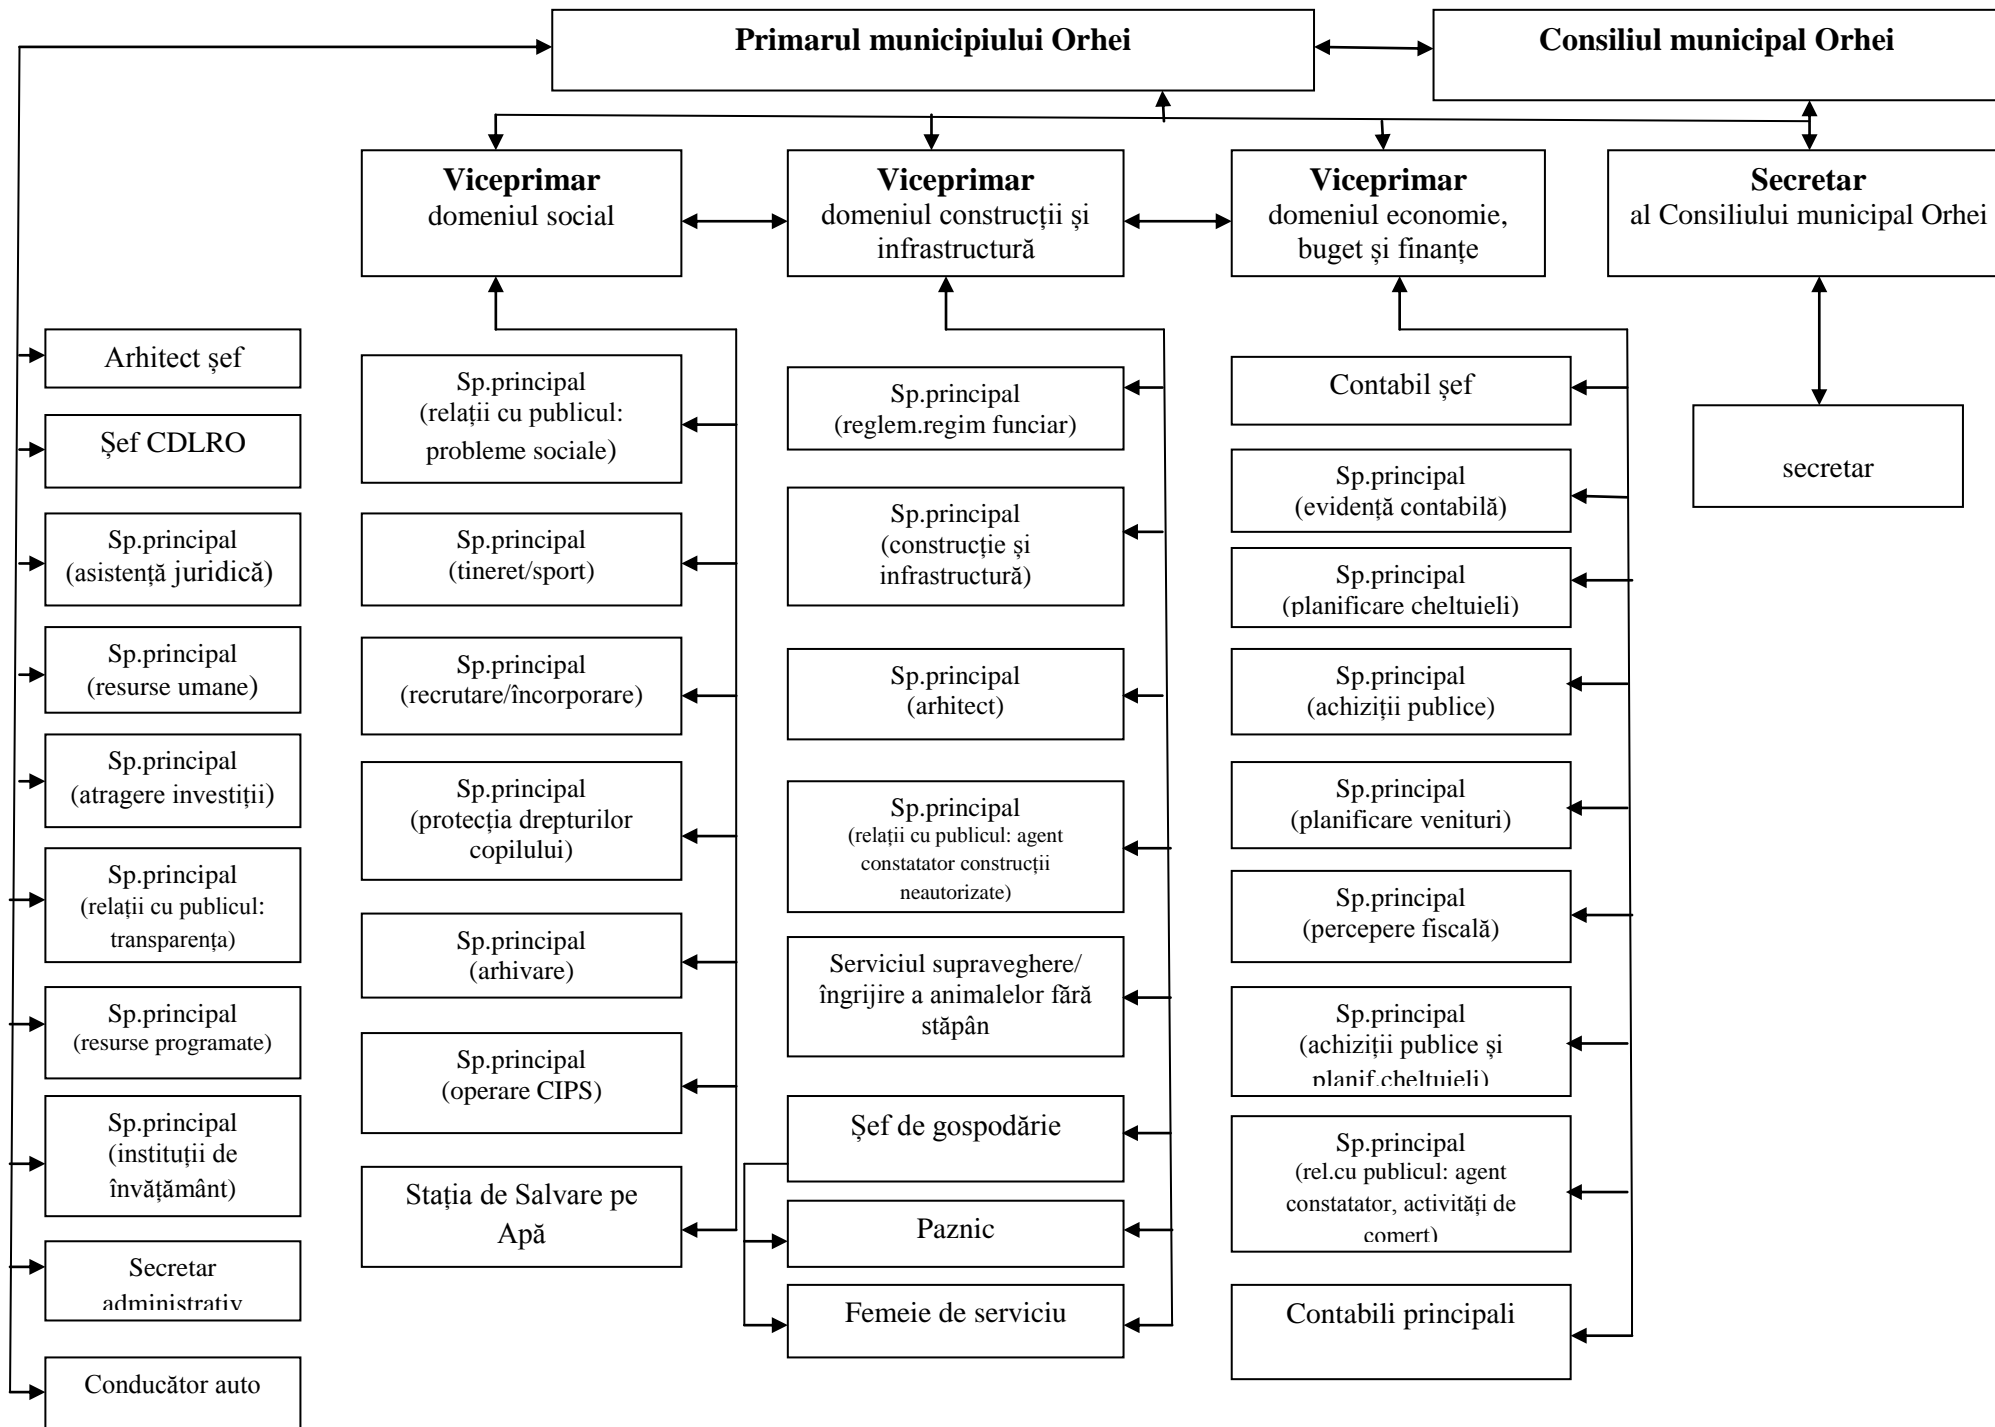 Primarul municipiului Orhei
Consiliul municipal Orhei
Viceprimar
domeniul social
Viceprimar
domeniul construcții și
infrastructură
Viceprimar
domeniul economie,
buget și finanțe
Secretar
al Consiliului municipal Orhei
Arhitect șef
Șef CDLRO
Sp.principal
(asistență juridică)
Sp.principal
(resurse umane)
Sp.principal
(atragere investiții)
Sp.principal
(relații cu publicul:
transparența)
Sp.principal
(resurse programate)
Sp.principal
(instituții de
învățământ)
Secretar
administrativ
Conducător auto
Sp.principal
(relații cu publicul:
probleme sociale)
Sp.principal
(tineret/sport)
Sp.principal
(recrutare/încorporare)
Sp.principal
(protecția drepturilor
copilului)
Sp.principal
(arhivare)
Sp.principal
(operare CIPS)
Stația de Salvare pe
Apă
Sp.principal
(reglem.regim funciar)
Sp.principal
(construcție și
infrastructură)
Sp.principal
(arhitect)
Sp.principal
(relații cu publicul: agent
constatator construcții
neautorizate)
Serviciul supraveghere/
îngrijire a animalelor fără
stăpân
Șef de gospodărie
Paznic
Femeie de serviciu
Contabil șef
Sp.principal
(evidență contabilă)
Sp.principal
(planificare cheltuieli)
Sp.principal
(achiziții publice)
Sp.principal
(planificare venituri)
Sp.principal
(percepere fiscală)
Sp.principal
(achiziții publice și
planif.cheltuieli)
Sp.principal
(rel.cu publicul: agent
constatator, activități de
comerț)
Contabili principali
secretar